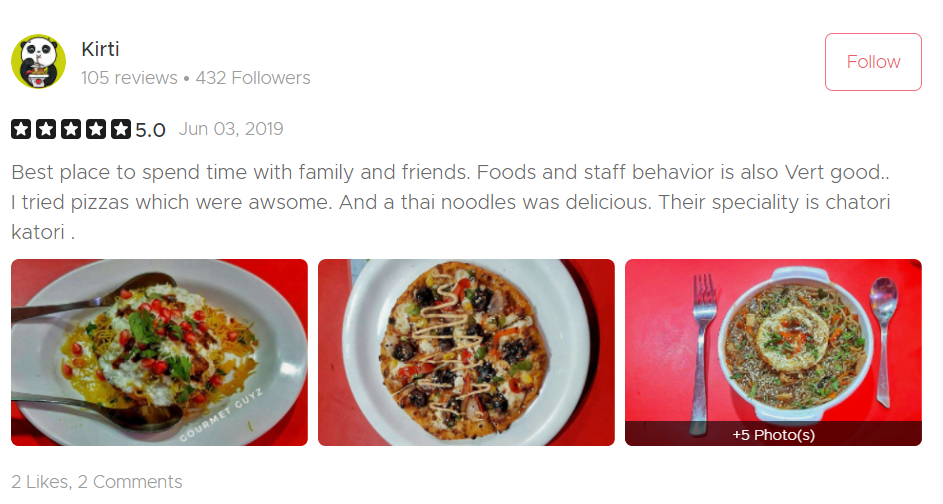 Kirti
105 reviews • 432 Followers
Follow
5.0 Jun 03, 2019
Best place to spend time with family and friends. Foods and staff behavior is also Vert good..
I tried pizzas which were awsome. And a thai noodles was delicious. Their speciality is chatori
katori .
GOURMET GUYZ
+5 Photo(s)
2 Likes, 2 Comments